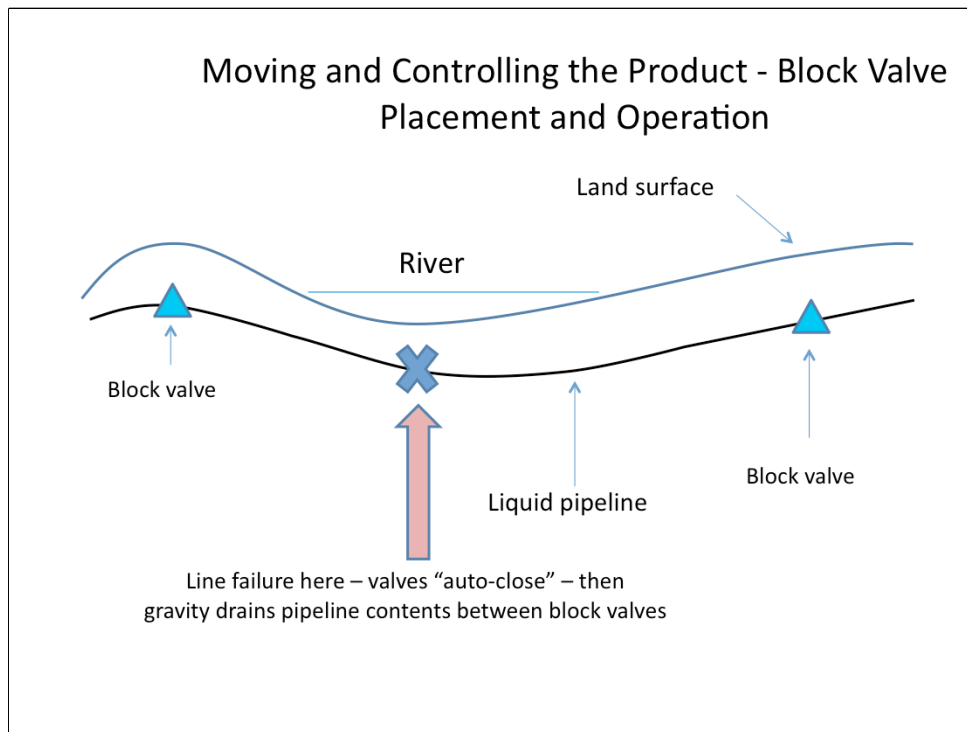 Moving and Controlling the Product - Block Valve
Placement and Operation
Land surface
River
Block valve
Block valve
Liquid pipeline
Line failure here – valves “auto-close” – then
gravity drains pipeline contents between block valves